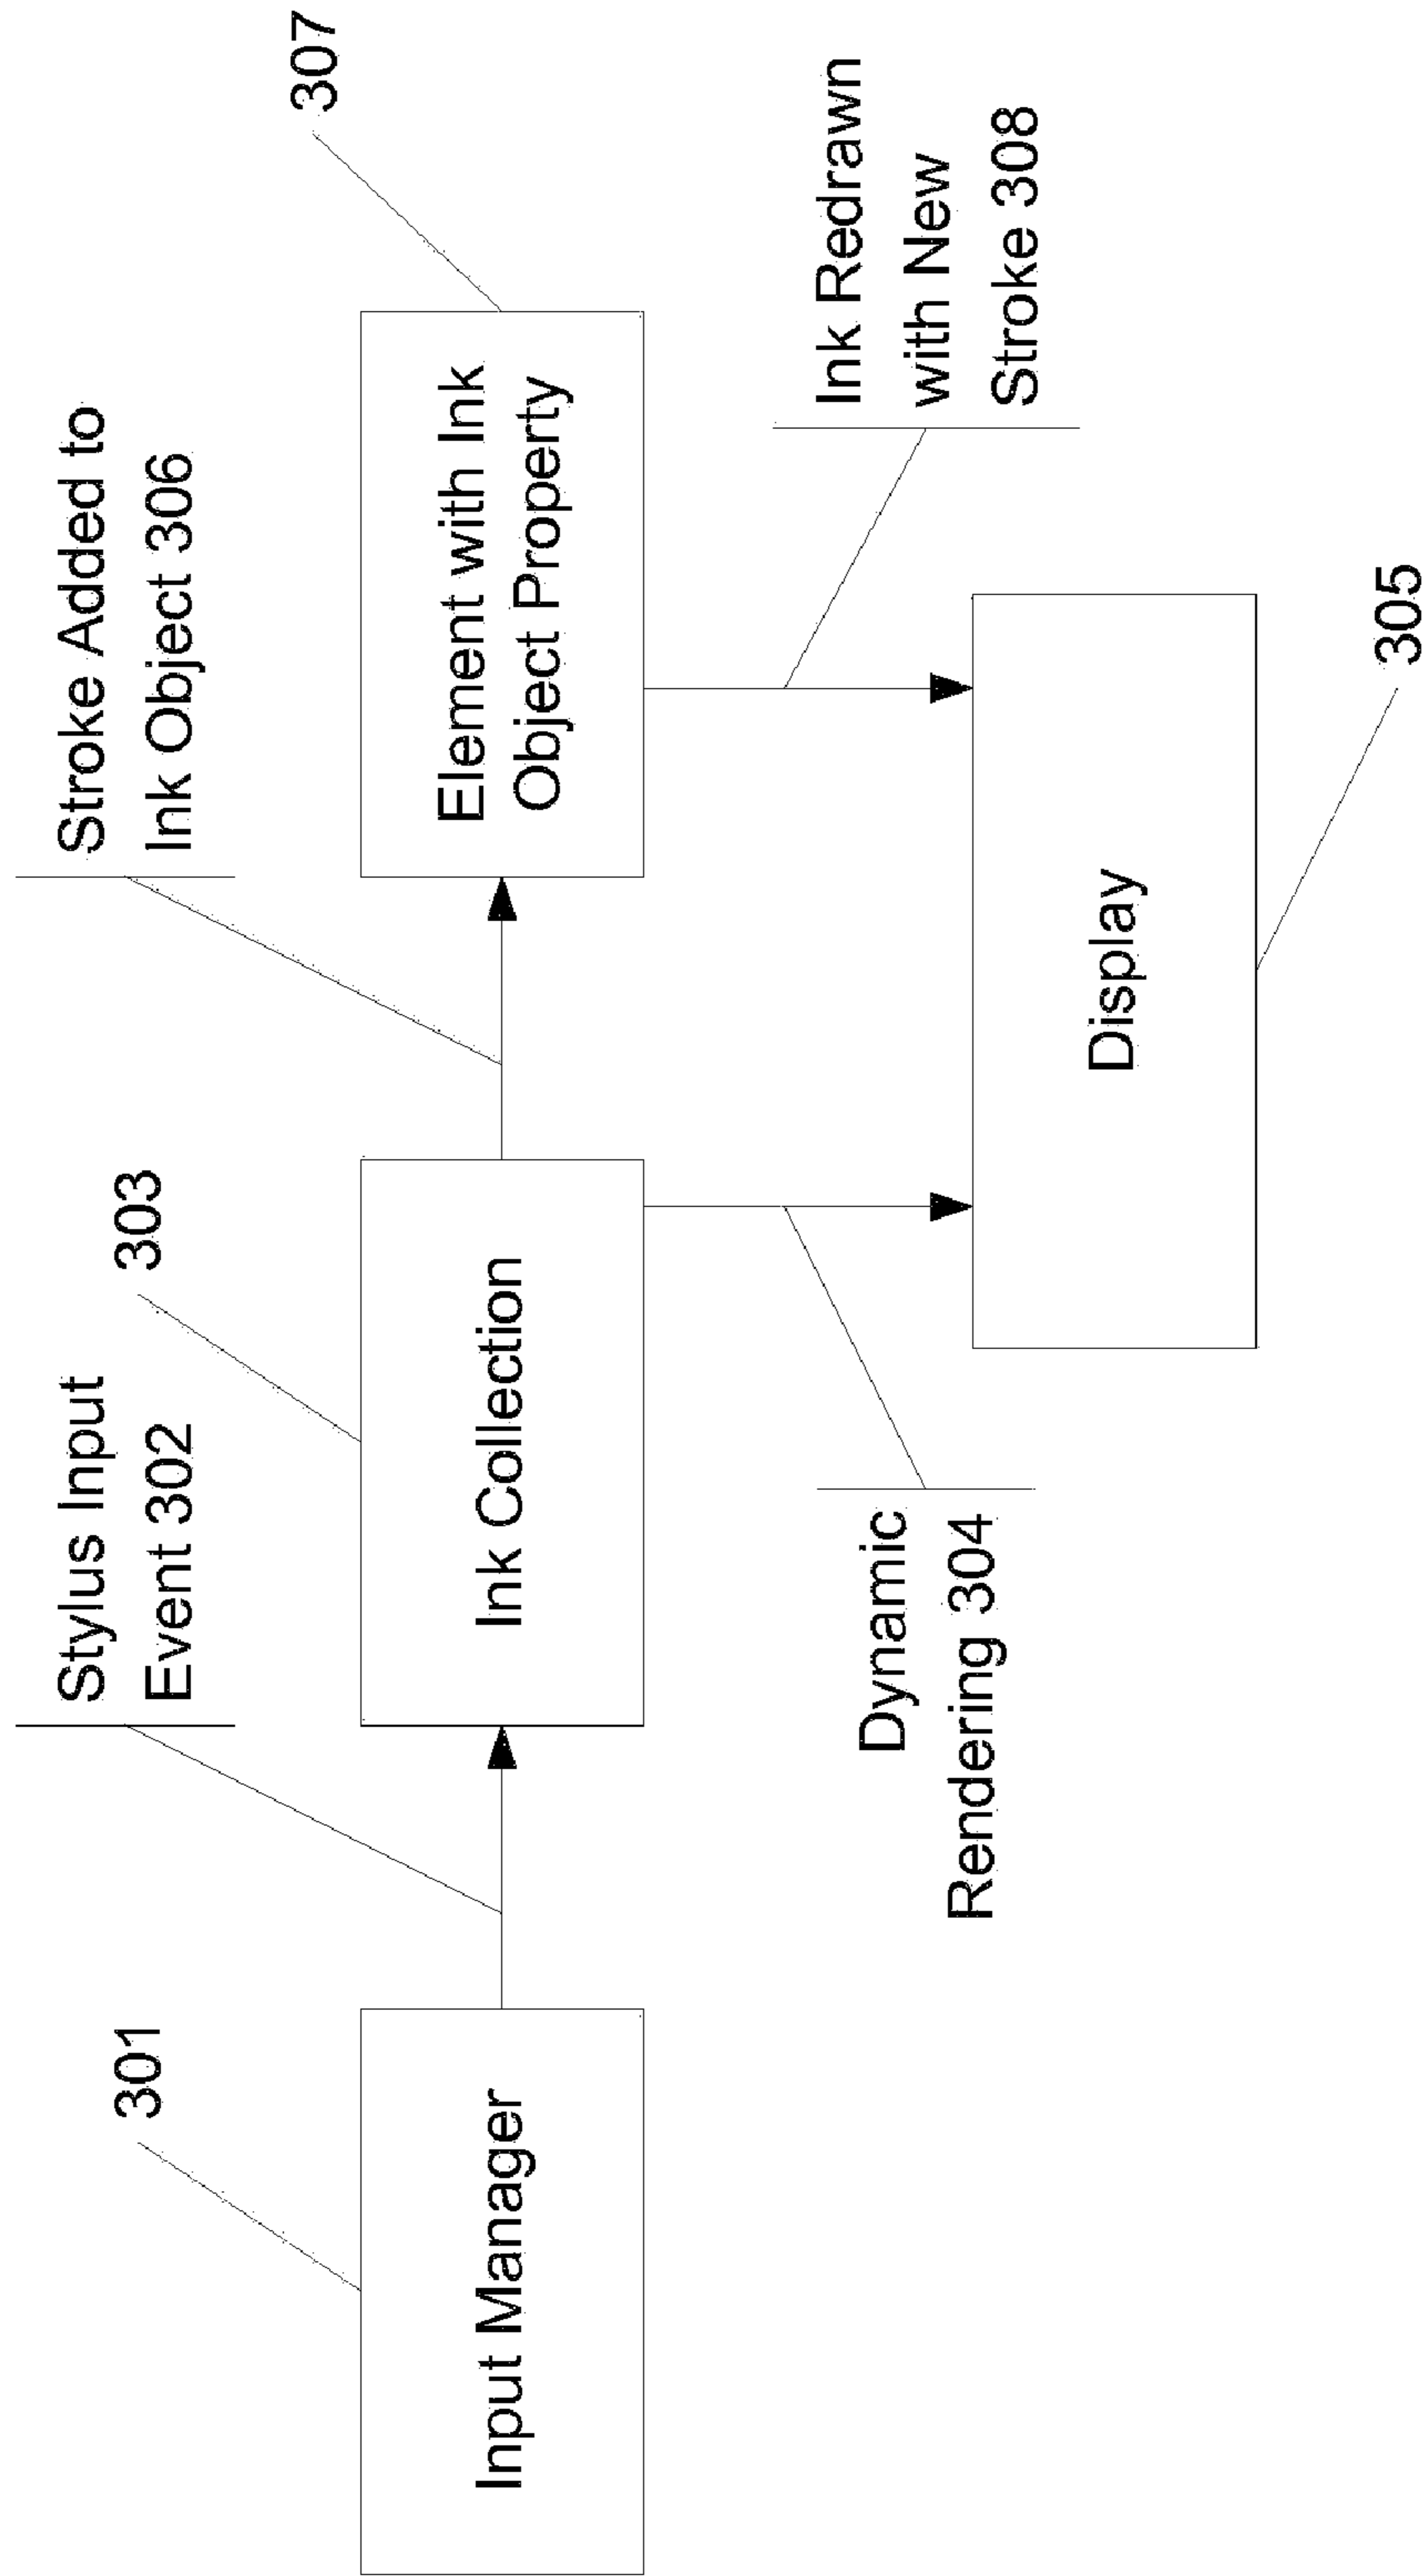 301
Input Manager
Stylus Input
Event 302
303
Ink Collection
Stroke Added to
Ink Object 306
307
Element with Ink
Object Property
Dynamic
Rendering 304
Ink Redrawn
with New
Stroke 308
Display
305